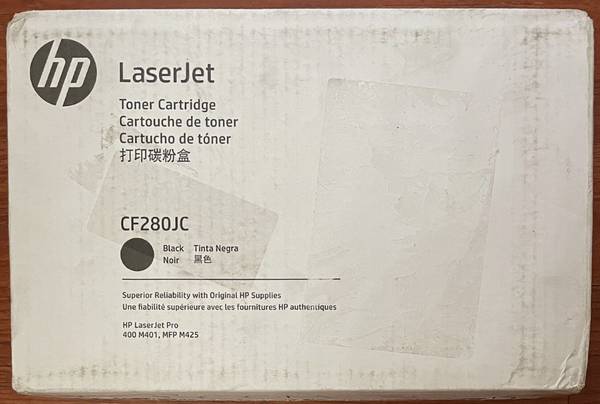 hp
LaserJet
Toner Cartridge
Cartouche de toner
Cartucho de tóner
打印碳粉盒
CF280JC
Black Tinta Negra
Noir 黑色
Superior Reliability with Original HP Supplies
Une fiabilité supérieure avec les fournitures HP authentiques
HP LaserJet Pro
400 M401, MFP M425